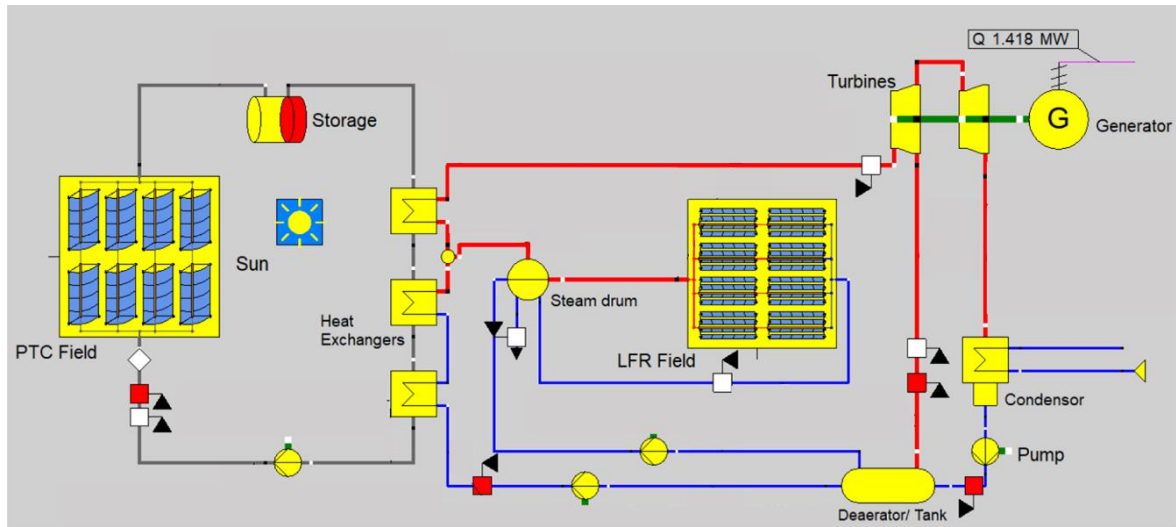 Q 1.418 MW
Turbines
G
Generator
Storage
Sun
PTC Field
Heat
Exchangers
Steam drum
LFR Field
Condensor
Pump
Deaerator/ Tank